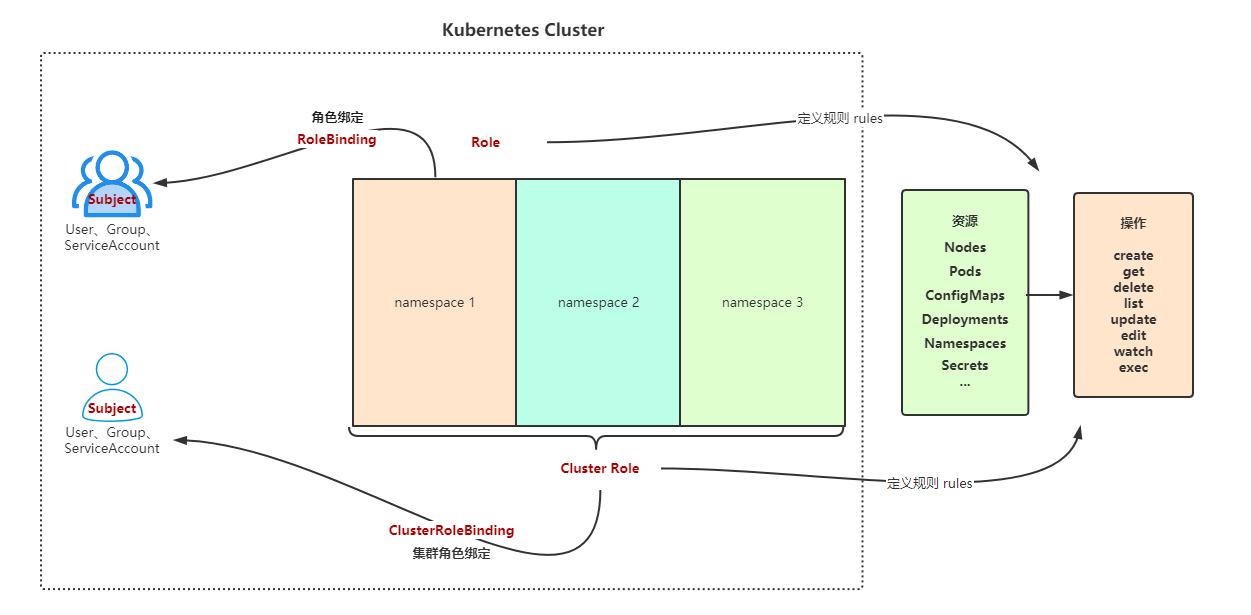 Kubernetes Cluster
角色绑定
RoleBinding
Role
定义规则 rules
Subject
User、Group、
ServiceAccount
namespace 1
namespace 2
namespace 3
资源
Nodes
Pods
ConfigMaps
Deployments
Namespaces
Secrets
...
操作
create
get
delete
list
update
edit
watch
exec
Subject
User、Group、
ServiceAccount
Cluster Role
定义规则 rules
ClusterRoleBinding
集群角色绑定